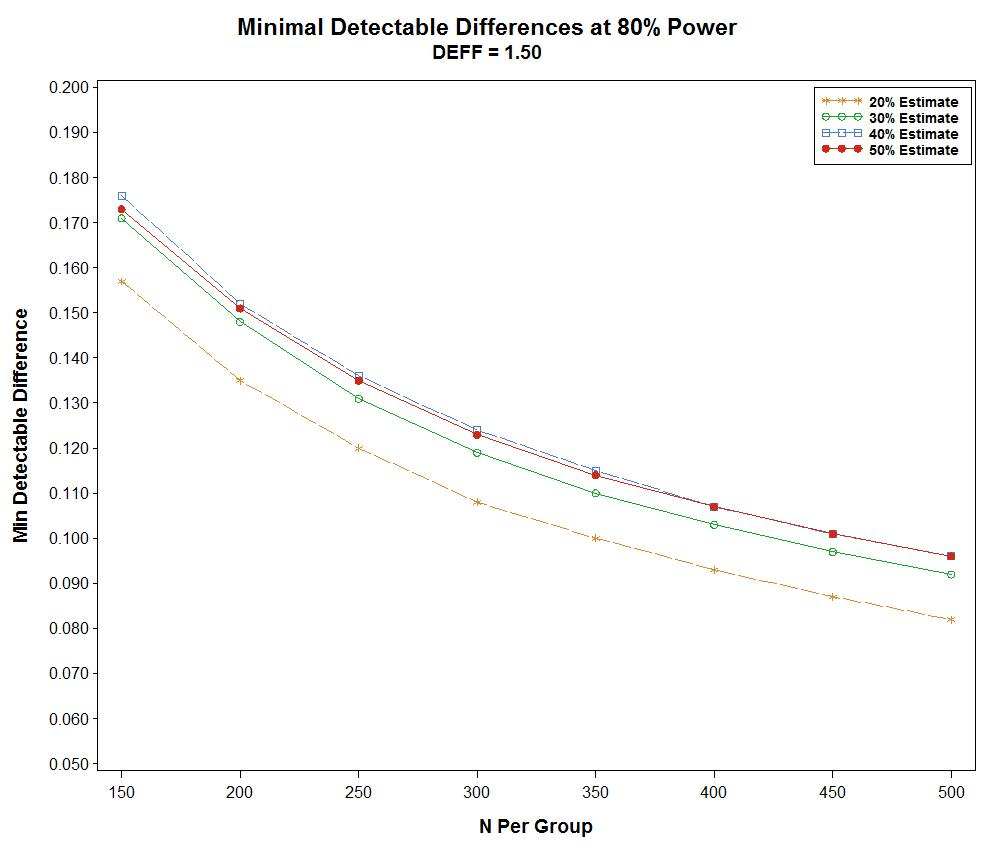 Minimal Detectable Differences at 80% Power
DEFF = 1.50
20% Estimate
30% Estimate
40% Estimate
50% Estimate
0.200
0.190
0.180
0.170
0.160
0.150
0.140
0.130
0.120
0.110
0.100
0.090
0.080
0.070
0.060
0.050
Min Detectable Difference
150 200 250 300 350 400 450 500
N Per Group